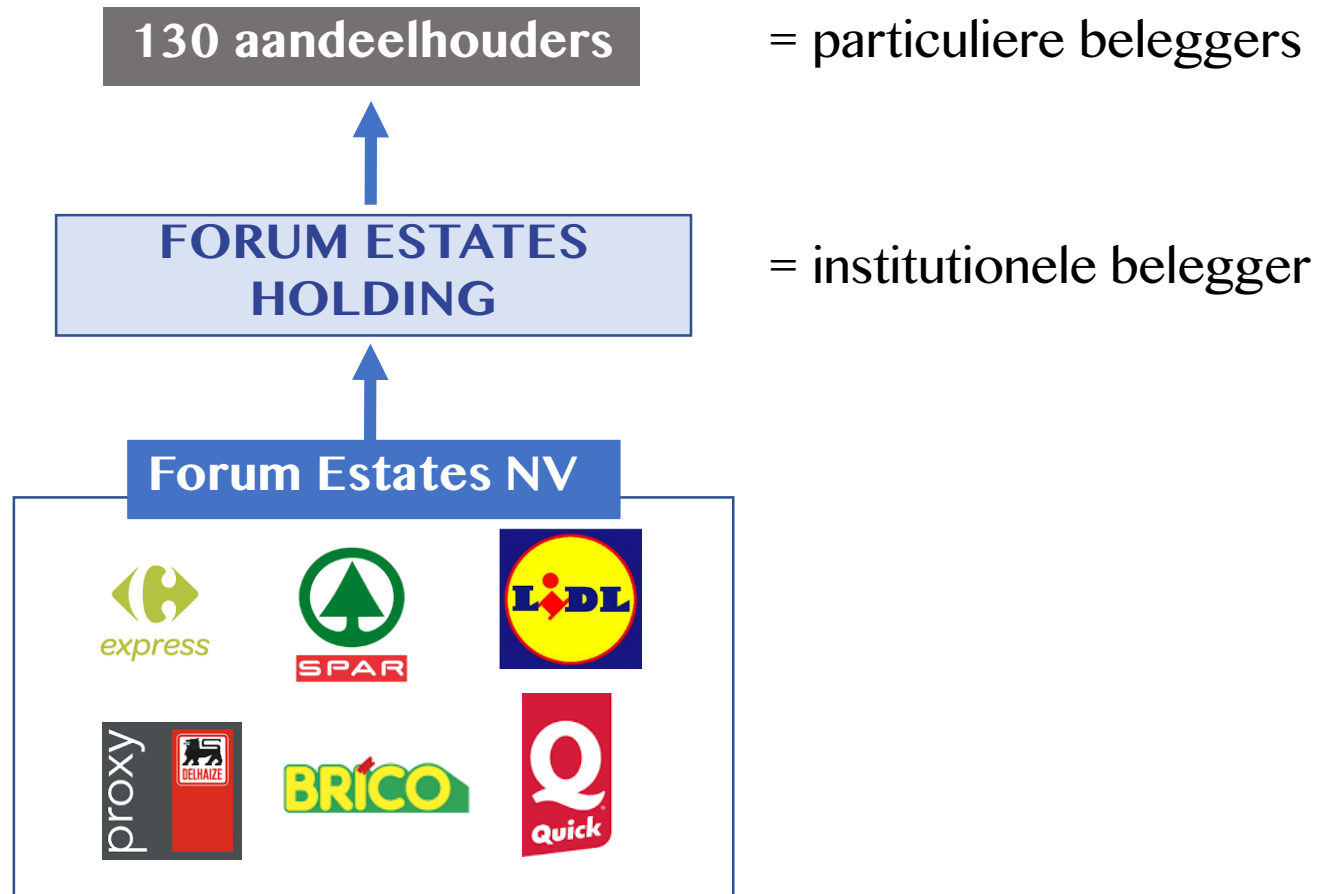 130 aandeelhouders
= particuliere beleggers
FORUM ESTATES
HOLDING
= institutionele belegger
Forum Estates NV
express
SPAR
LIDL
proxy
DELHAIZE
BRICO
Q
Quick